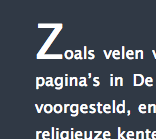 Zoals velen v
pagina's in De
voorgesteld, en
religieuze kente